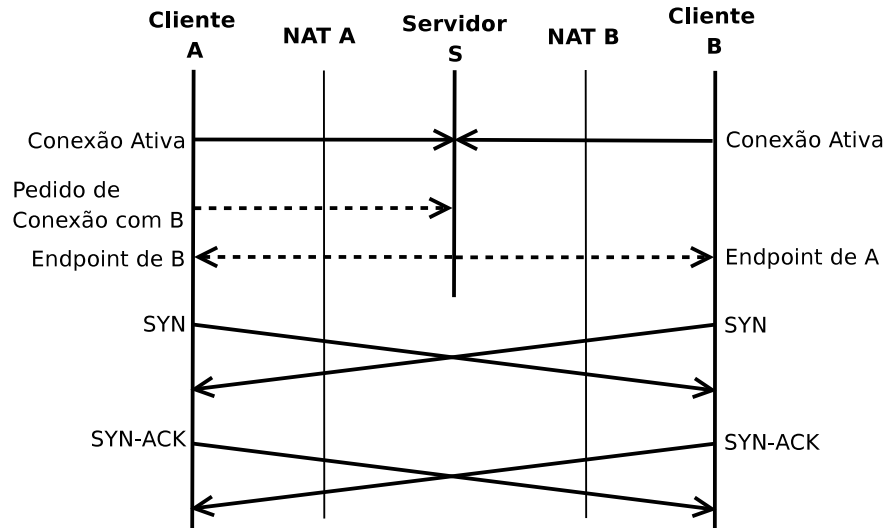 Cliente
A
NAT A
Servidor
S
NAT B
Cliente
B
Conexão Ativa
Conexão Ativa
Pedido de
Conexão com B
Endpoint de B
Endpoint de A
SYN
SYN
SYN-ACK
SYN-ACK